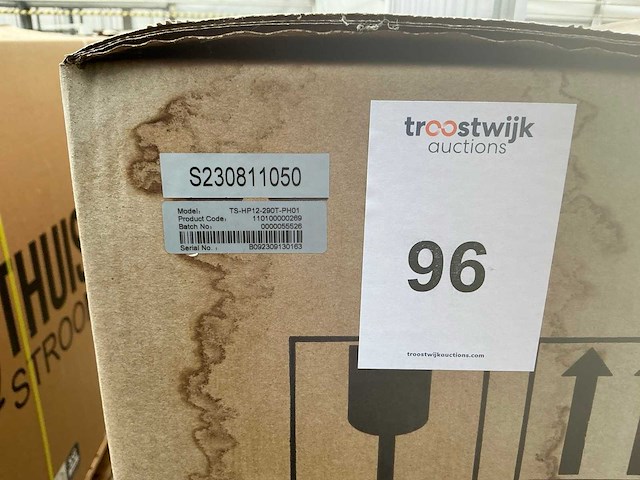 troostwijk
auctions
96
troostwijkauctions.com
S230811050
Model: TS-HP12-290T-PH01
Product Code: 11010000269
Batch No: 0000055526
Serial No.: B092309130163
THUIS
STROO